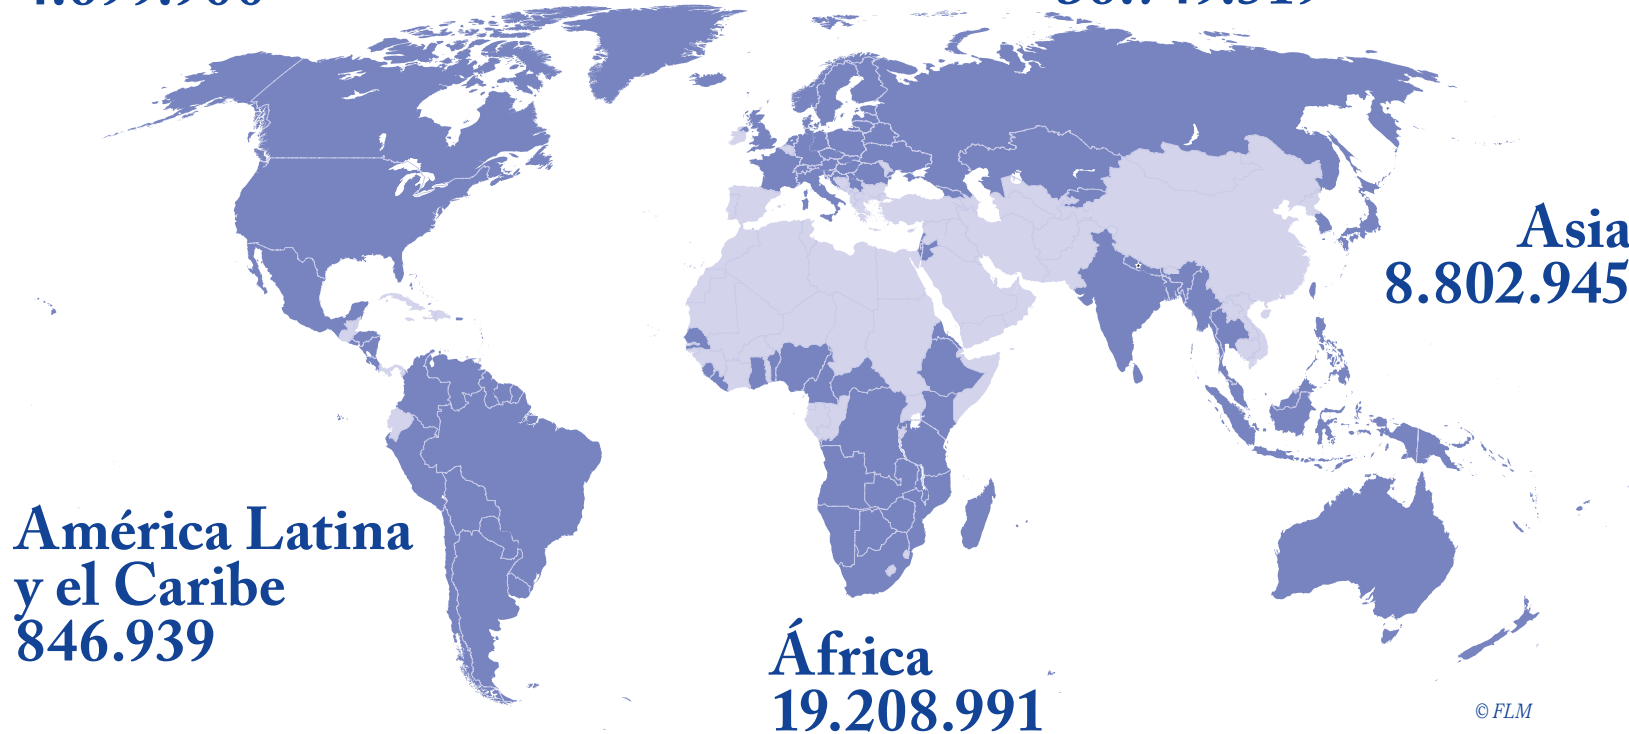 Asia
8.802.945
América Latina
y el Caribe
846.939
África
19.208.991
© FLM